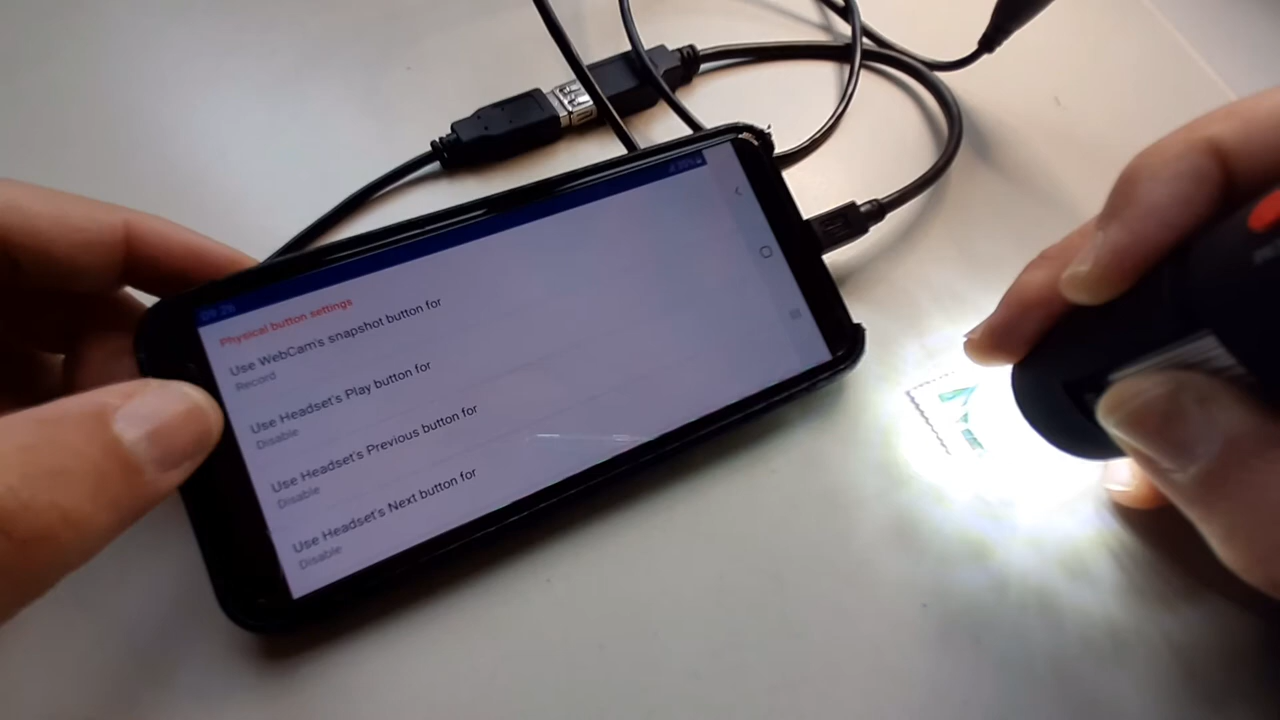 Physical button settings
Use WebCam's snapshot button for
Record
Use Headset's Play button for
Disable
Use Headset's Previous button for
Disable
Use Headset's Next button for
Disable